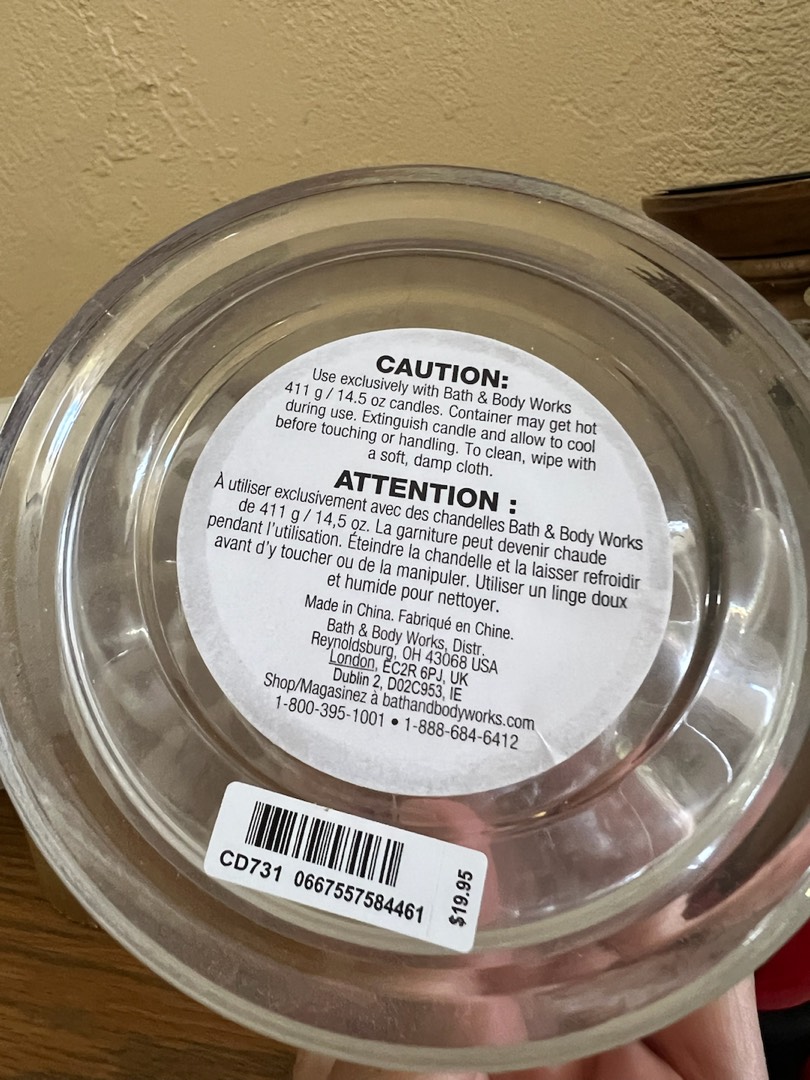 CAUTION:
Use exclusively with Bath & Body Works
411 g / 14.5 oz candles. Container may get hot
during use. Extinguish candle and allow to cool
before touching or handling. To clean, wipe with
a soft, damp cloth.
ATTENTION :
À utiliser exclusivement avec des chandelles Bath & Body Works
de 411 g / 14,5 oz. La garniture peut devenir chaude
pendant l'utilisation. Éteindre la chandelle et la laisser refroidir
avant d'y toucher ou de la manipuler. Utiliser un linge doux
et humide pour nettoyer.
Made in China. Fabriqué en Chine.
Bath & Body Works, Distr.
Reynoldsburg, OH 43068 USA
London, EC2R 6PJ, UK
Dublin 2, D02C953, IE
Shop/Magasinez à bathandbodyworks.com
1-800-395-1001 • 1-888-684-6412
CD731 0667557584461
$19.95